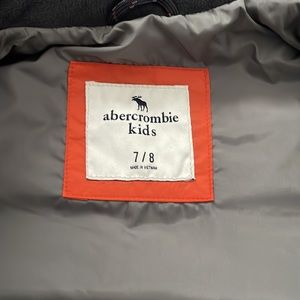 abercrombie
kids
7/8
MADE IN VIETNAM